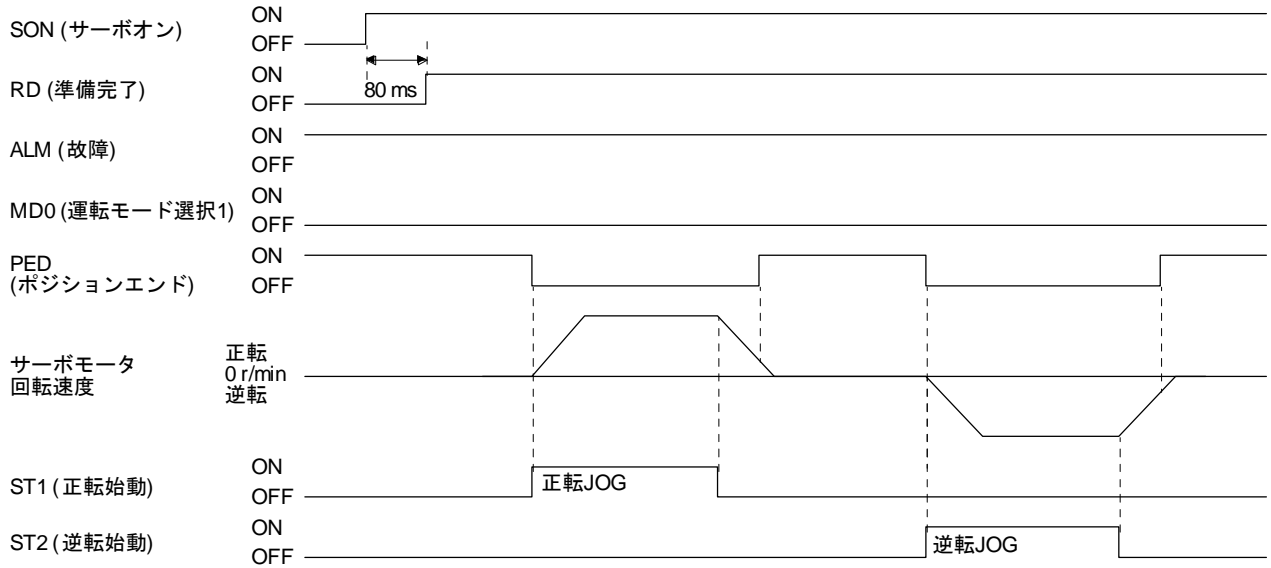 SON (サーボオン)
ON
OFF
80 ms
RD (準備完了)
ON
OFF
ALM (故障)
ON
OFF
MD0 (運転モード選択1)
ON
OFF
PED
(ポジションエンド)
ON
OFF
サーボモータ
回転速度
正転
0 r/min
逆転
ST1 (正転始動)
ON
OFF
正転JOG
ST2 (逆転始動)
ON
OFF
逆転JOG